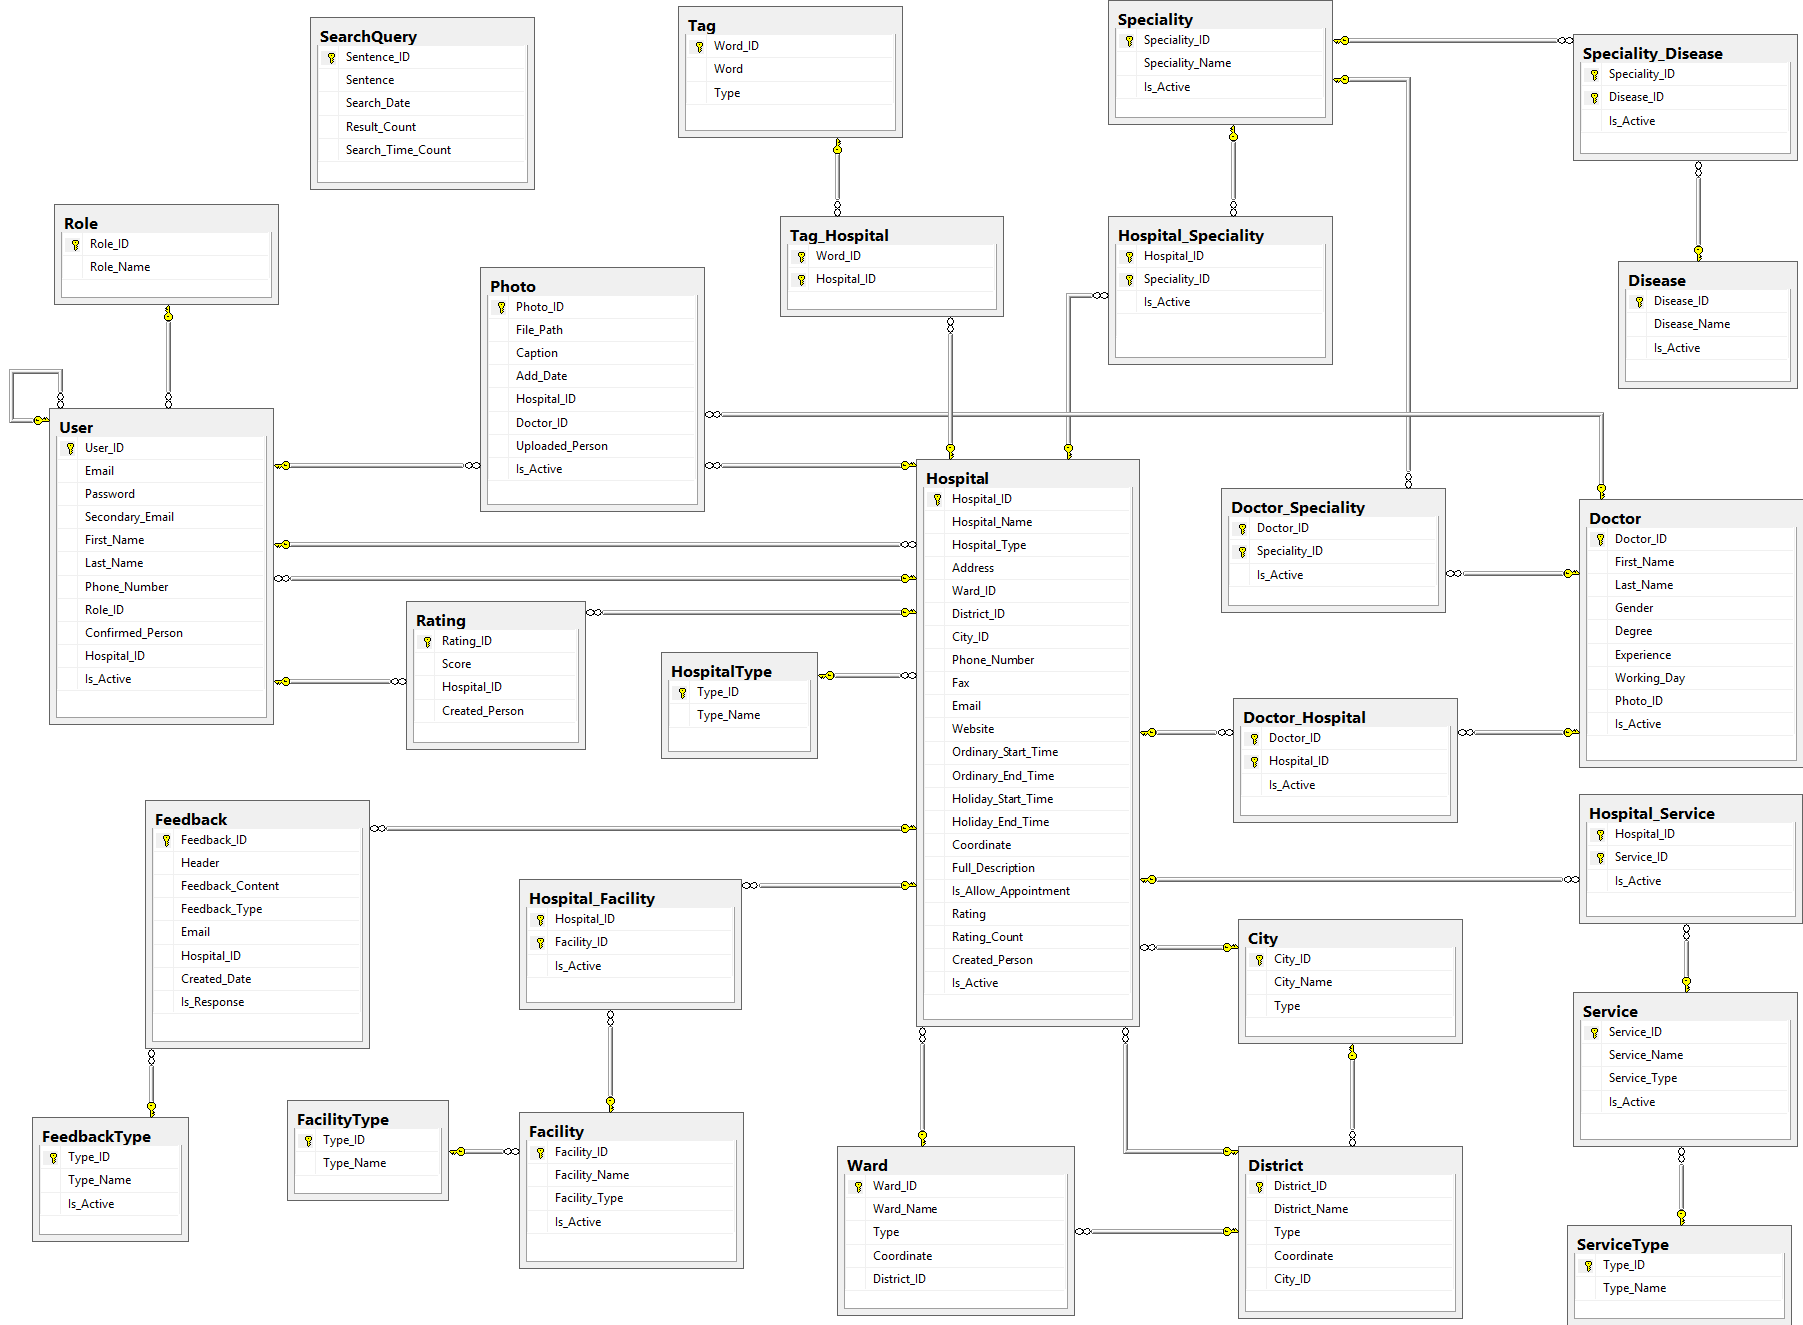 SearchQuery
Sentence_ID
Sentence
Search_Date
Result_Count
Search_Time_Count
Tag
Word_ID
Word
Type
Speciality
Speciality_ID
Speciality_Name
Is_Active
Speciality_Disease
Speciality_ID
Disease_ID
Is_Active
Role
Role_ID
Role_Name
Photo
Photo_ID
File_Path
Caption
Add_Date
Hospital_ID
Doctor_ID
Uploaded_Person
Is_Active
Tag_Hospital
Word_ID
Hospital_ID
Hospital_Speciality
Hospital_ID
Speciality_ID
Is_Active
Disease
Disease_ID
Disease_Name
Is_Active
User
User_ID
Email
Password
Secondary_Email
First_Name
Last_Name
Phone_Number
Role_ID
Confirmed_Person
Hospital_ID
Is_Active
Rating
Rating_ID
Score
Hospital_ID
Created_Person
HospitalType
Type_ID
Type_Name
Hospital
Hospital_ID
Hospital_Name
Hospital_Type
Address
Ward_ID
District_ID
City_ID
Phone_Number
Fax
Email
Website
Ordinary_Start_Time
Ordinary_End_Time
Holiday_Start_Time
Holiday_End_Time
Coordinate
Full_Description
Is_Allow_Appointment
Rating
Rating_Count
Created_Person
Is_Active
Doctor_Speciality
Doctor_ID
Speciality_ID
Is_Active
Doctor
Doctor_ID
First_Name
Last_Name
Gender
Degree
Experience
Working_Day
Photo_ID
Is_Active
Doctor_Hospital
Doctor_ID
Hospital_ID
Is_Active
Feedback
Feedback_ID
Header
Feedback_Content
Feedback_Type
Email
Hospital_ID
Created_Date
Is_Response
Hospital_Facility
Hospital_ID
Facility_ID
Is_Active
Hospital_Service
Hospital_ID
Service_ID
Is_Active
City
City_ID
City_Name
Type
Service
Service_ID
Service_Name
Service_Type
Is_Active
FeedbackType
Type_ID
Type_Name
Is_Active
FacilityType
Type_ID
Type_Name
Facility
Facility_ID
Facility_Name
Facility_Type
Is_Active
Ward
Ward_ID
Ward_Name
Type
Coordinate
District_ID
District
District_ID
District_Name
Type
Coordinate
City_ID
ServiceType
Type_ID
Type_Name